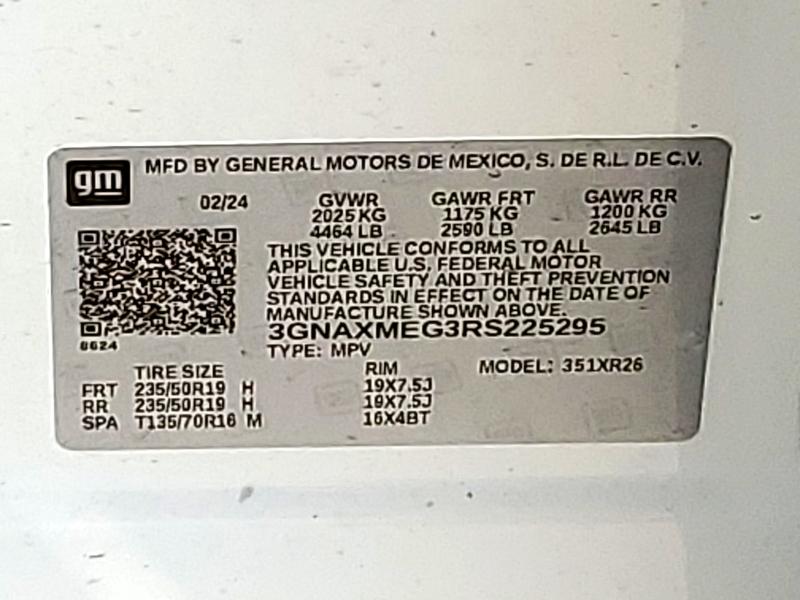 gm
MFD BY GENERAL MOTORS DE MEXICO, S. DE R.L. DE C.V.
02/24 GVWR GAWR FRT GAWR RR
2025 KG 1175 KG 1200 KG
4464 LB 2590 LB 2645 LB
THIS VEHICLE CONFORMS TO ALL
APPLICABLE U.S. FEDERAL MOTOR
VEHICLE SAFETY AND THEFT PREVENTION
STANDARDS IN EFFECT ON THE DATE OF
MANUFACTURE SHOWN ABOVE.
3GNAXMEG3RS225295
8624
TYPE: MPV
TIRE SIZE RIM MODEL: 351XR26
FRT 235/50R19 H 19X7.5J
RR 235/50R19 H 19X7.5J
SPA T135/70R16 M 16X4BT